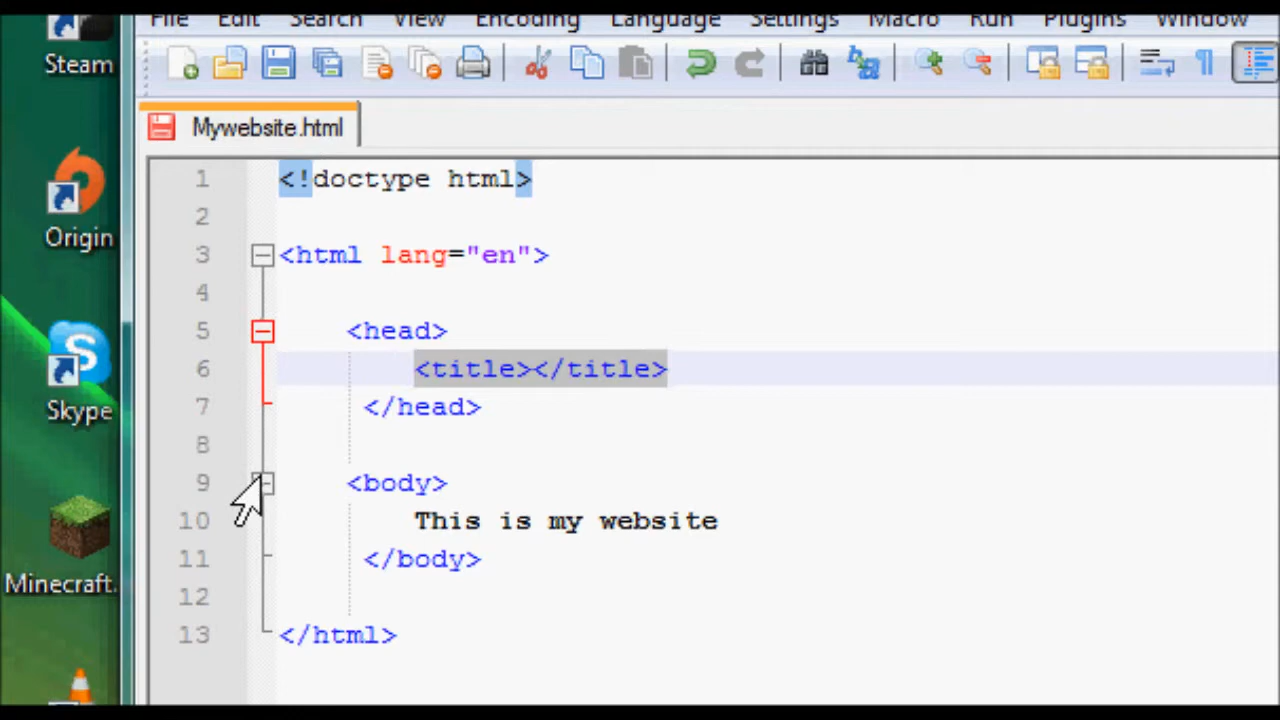 File Edit Search View Encoding Language Settings Macro Run Plugins Window
Steam
Mywebsite.html
Origin
Skype
Minecraft.
1 <!doctype html>
2
3 <html lang="en">
4
5 <head>
6 <title></title>
7 </head>
8
9 <body>
10 This is my website
11 </body>
12
13 </html>